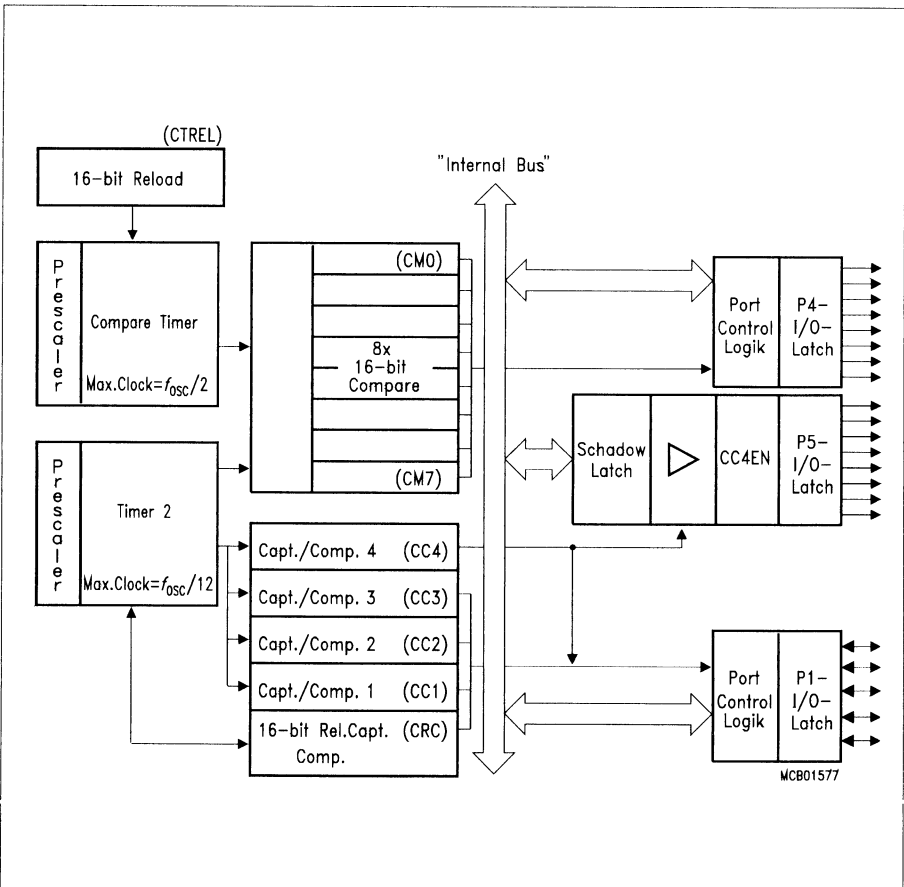 (CTREL)
16-bit Reload
"Internal Bus"
Prescaler
Compare Timer
Max.Clock=fOSC/2
(CM0)
8x
16-bit
Compare
(CM7)
Port
Control
Logik
P4-
I/O-
Latch
Schadow
Latch
CC4EN
P5-
I/O-
Latch
Prescaler
Timer 2
Max.Clock=fOSC/12
Capt./Comp. 4 (CC4)
Capt./Comp. 3 (CC3)
Capt./Comp. 2 (CC2)
Capt./Comp. 1 (CC1)
16-bit Rel.Capt. (CRC)
Comp.
Port
Control
Logik
P1-
I/O-
Latch
MCB01577